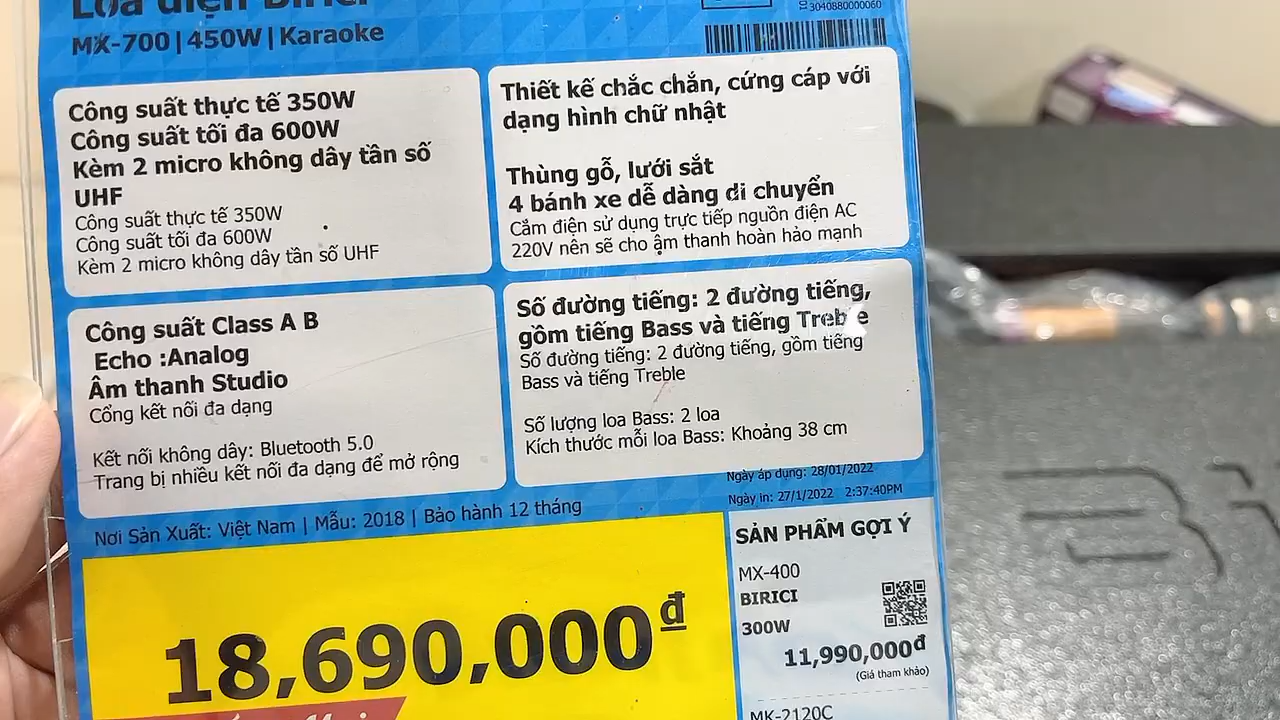 Loa điện Birici
MX-700 | 450W | Karaoke
3040880000060
Công suất thực tế 350W
Công suất tối đa 600W
Kèm 2 micro không dây tần số
UHF
Công suất thực tế 350W
Công suất tối đa 600W
Kèm 2 micro không dây tần số UHF
Thiết kế chắc chắn, cứng cáp với
dạng hình chữ nhật
Thùng gỗ, lưới sắt
4 bánh xe dễ dàng di chuyển
Cắm điện sử dụng trực tiếp nguồn điện AC
220V nên sẽ cho âm thanh hoàn hảo mạnh
Công suất Class A B
Echo :Analog
Âm thanh Studio
Cổng kết nối đa dạng
Kết nối không dây: Bluetooth 5.0
Trang bị nhiều kết nối đa dạng để mở rộng
Số đường tiếng: 2 đường tiếng,
gồm tiếng Bass và tiếng Treble
Số đường tiếng: 2 đường tiếng, gồm tiếng
Bass và tiếng Treble
Số lượng loa Bass: 2 loa
Kích thước mỗi loa Bass: Khoảng 38 cm
Ngày áp dụng: 28/01/2022
Ngày in: 27/1/2022 2:37:40PM
Nơi Sản Xuất: Việt Nam | Mẫu: 2018 | Bảo hành 12 tháng
18,690,000đ
SẢN PHẨM GỢI Ý
MX-400
BIRICI
300W
11,990,000đ
(Giá tham khảo)
MK-2120C